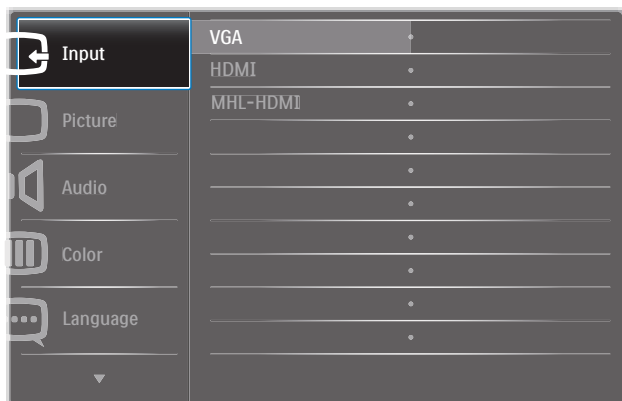 Input
Picture
Audio
Color
Language
VGA
HDMI
MHL-HDMI